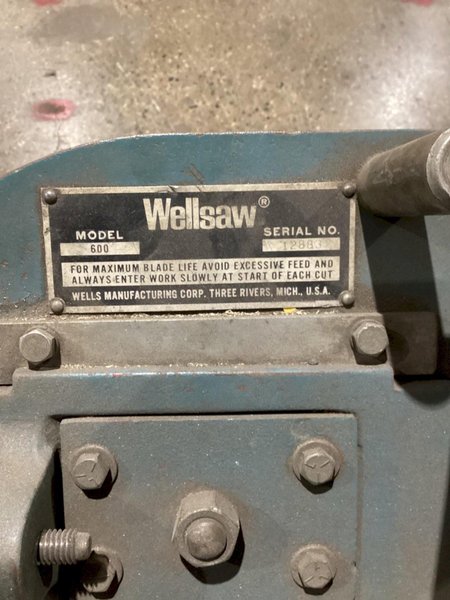 Wellsaw®
MODEL
600
SERIAL NO.
FOR MAXIMUM BLADE LIFE AVOID EXCESSIVE FEED AND
ALWAYS ENTER WORK SLOWLY AT START OF EACH CUT
WELLS MANUFACTURING CORP. THREE RIVERS, MICH., U.S.A.